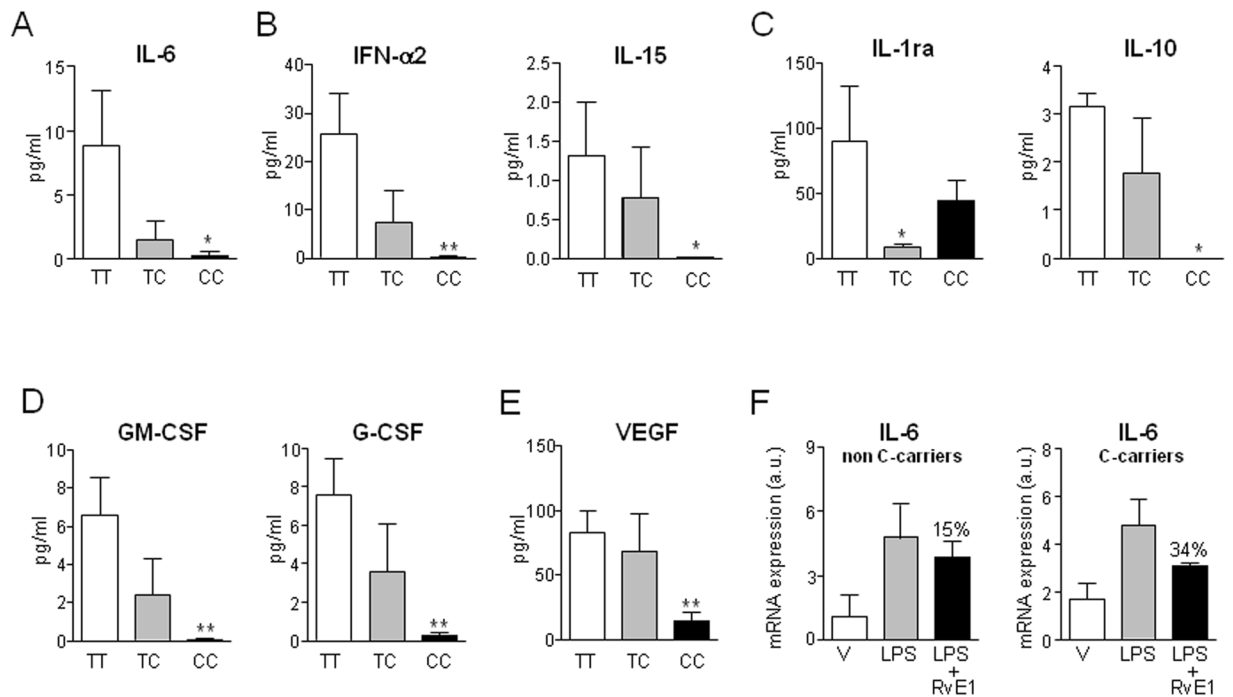 A
IL-6
15
10
5
0
pg/ml
*
TT TC CC
B
IFN-α2
40
30
20
10
0
pg/ml
**
TT TC CC
IL-15
2.5
2.0
1.5
1.0
0.5
0.0
pg/ml
*
TT TC CC
C
IL-1ra
150
100
50
0
pg/ml
*
TT TC CC
IL-10
4
3
2
1
0
pg/ml
*
TT TC CC
D
GM-CSF
10
8
6
4
2
0
pg/ml
**
TT TC CC
G-CSF
10
8
6
4
2
0
**
TT TC CC
E
VEGF
150
100
50
0
pg/ml
**
TT TC CC
F
IL-6
non C-carriers
9
6
3
0
mRNA expression (a.u.)
15%
V LPS LPS
+
RvE1
IL-6
C-carriers
8
6
4
2
0
mRNA expression (a.u.)
34%
V LPS LPS
+
RvE1